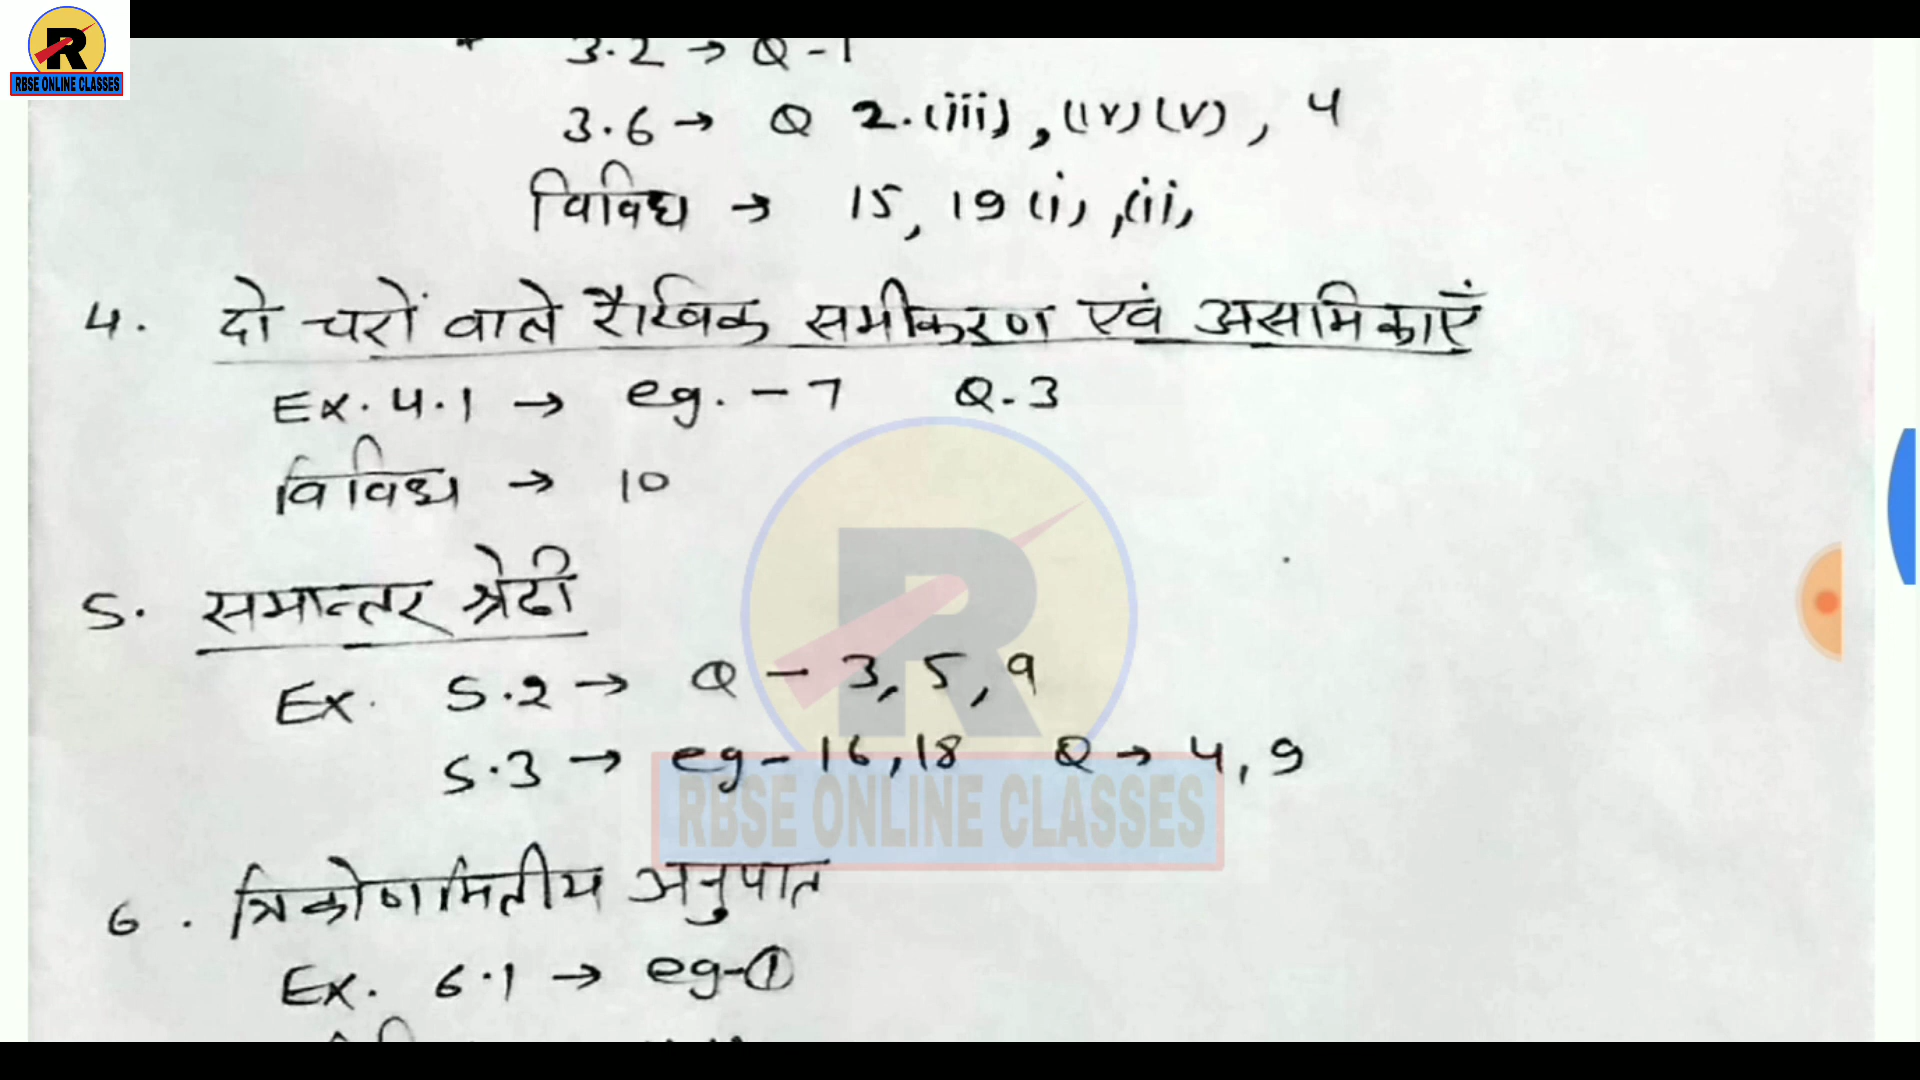 R
RBSE ONLINE CLASSES
* 3.2 → Q - 1
3.6 → Q 2.(iii), (iv) (v), 4
विविध → 15, 19 (i), (ii)
4. दो चरों वाले रैखिक समीकरण एवं असमिकाएँ
Ex. 4.1 → eg. - 7 Q. 3
विविध → 10
5. समान्तर श्रेढी
Ex. 5.2 → Q - 3, 5, 9
5.3 → eg - 16, 18 Q → 4, 9
RBSE ONLINE CLASSES
6. त्रिकोणमितीय अनुपात
Ex. 6.1 → eg - 1